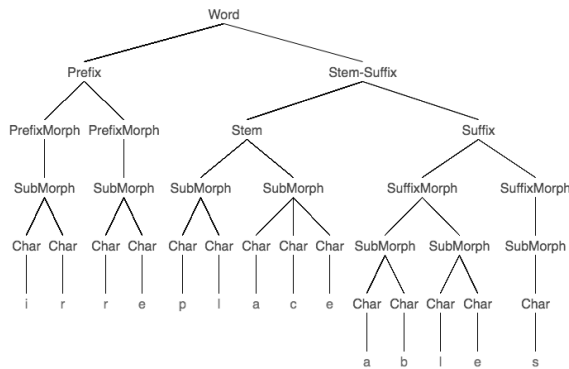 Word
Prefix Stem-Suffix
PrefixMorph PrefixMorph Stem Suffix
SubMorph SubMorph SubMorph SubMorph SuffixMorph SuffixMorph
Char Char Char Char Char Char Char Char Char SubMorph SubMorph SubMorph
i r r e p l a c e Char Char Char Char Char
a b l e s